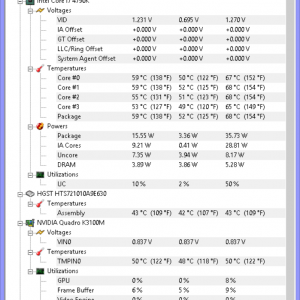 Intel Core i7 4790K
Voltages
VID 1.231 V 0.695 V 1.270 V
IA Offset +0.000 V +0.000 V +0.000 V
GT Offset +0.000 V +0.000 V +0.000 V
LLC/Ring Offset +0.000 V +0.000 V +0.000 V
System Agent Offset +0.000 V +0.000 V +0.000 V
Temperatures
Core #0 59 °C (138 °F) 50 °C (122 °F) 67 °C (152 °F)
Core #1 59 °C (138 °F) 52 °C (125 °F) 68 °C (154 °F)
Core #2 55 °C (131 °F) 50 °C (122 °F) 68 °C (154 °F)
Core #3 53 °C (127 °F) 49 °C (120 °F) 65 °C (149 °F)
Package 59 °C (138 °F) 52 °C (125 °F) 68 °C (154 °F)
Powers
Package 15.55 W 3.36 W 35.73 W
IA Cores 9.21 W 0.41 W 28.81 W
Uncore 7.35 W 3.94 W 8.17 W
DRAM 3.89 W 3.86 W 5.28 W
Utilizations
UC 10 % 2 % 50 %
HGST HTS721010A9E630
Temperatures
Assembly 43 °C (109 °F) 42 °C (107 °F) 43 °C (109 °F)
NVIDIA Quadro K3100M
Voltages
VIN0 0.837 V 0.837 V 0.837 V
Temperatures
TMPIN0 50 °C (122 °F) 48 °C (118 °F) 50 °C (122 °F)
Utilizations
GPU 0 % 0 % 8 %
Frame Buffer 6 % 5 % 9 %
Video Engine